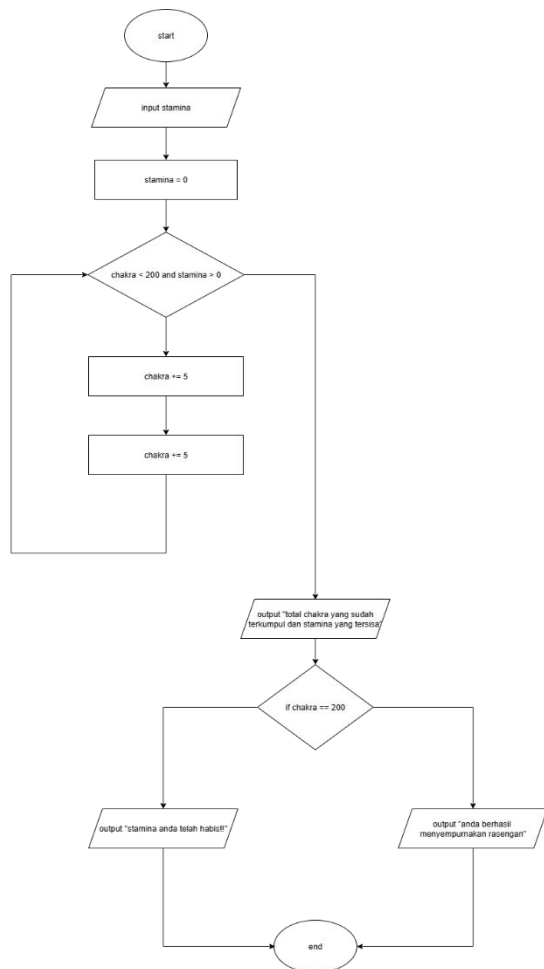 start
input stamina
stamina = 0
chakra < 200 and stamina > 0
chakra += 5
chakra += 5
output "total chakra yang sudah
terkumpul dan stamina yang tersisa"
if chakra == 200
output "stamina anda telah habis!!"
output "anda berhasil
menyempurnakan rasengan"
end